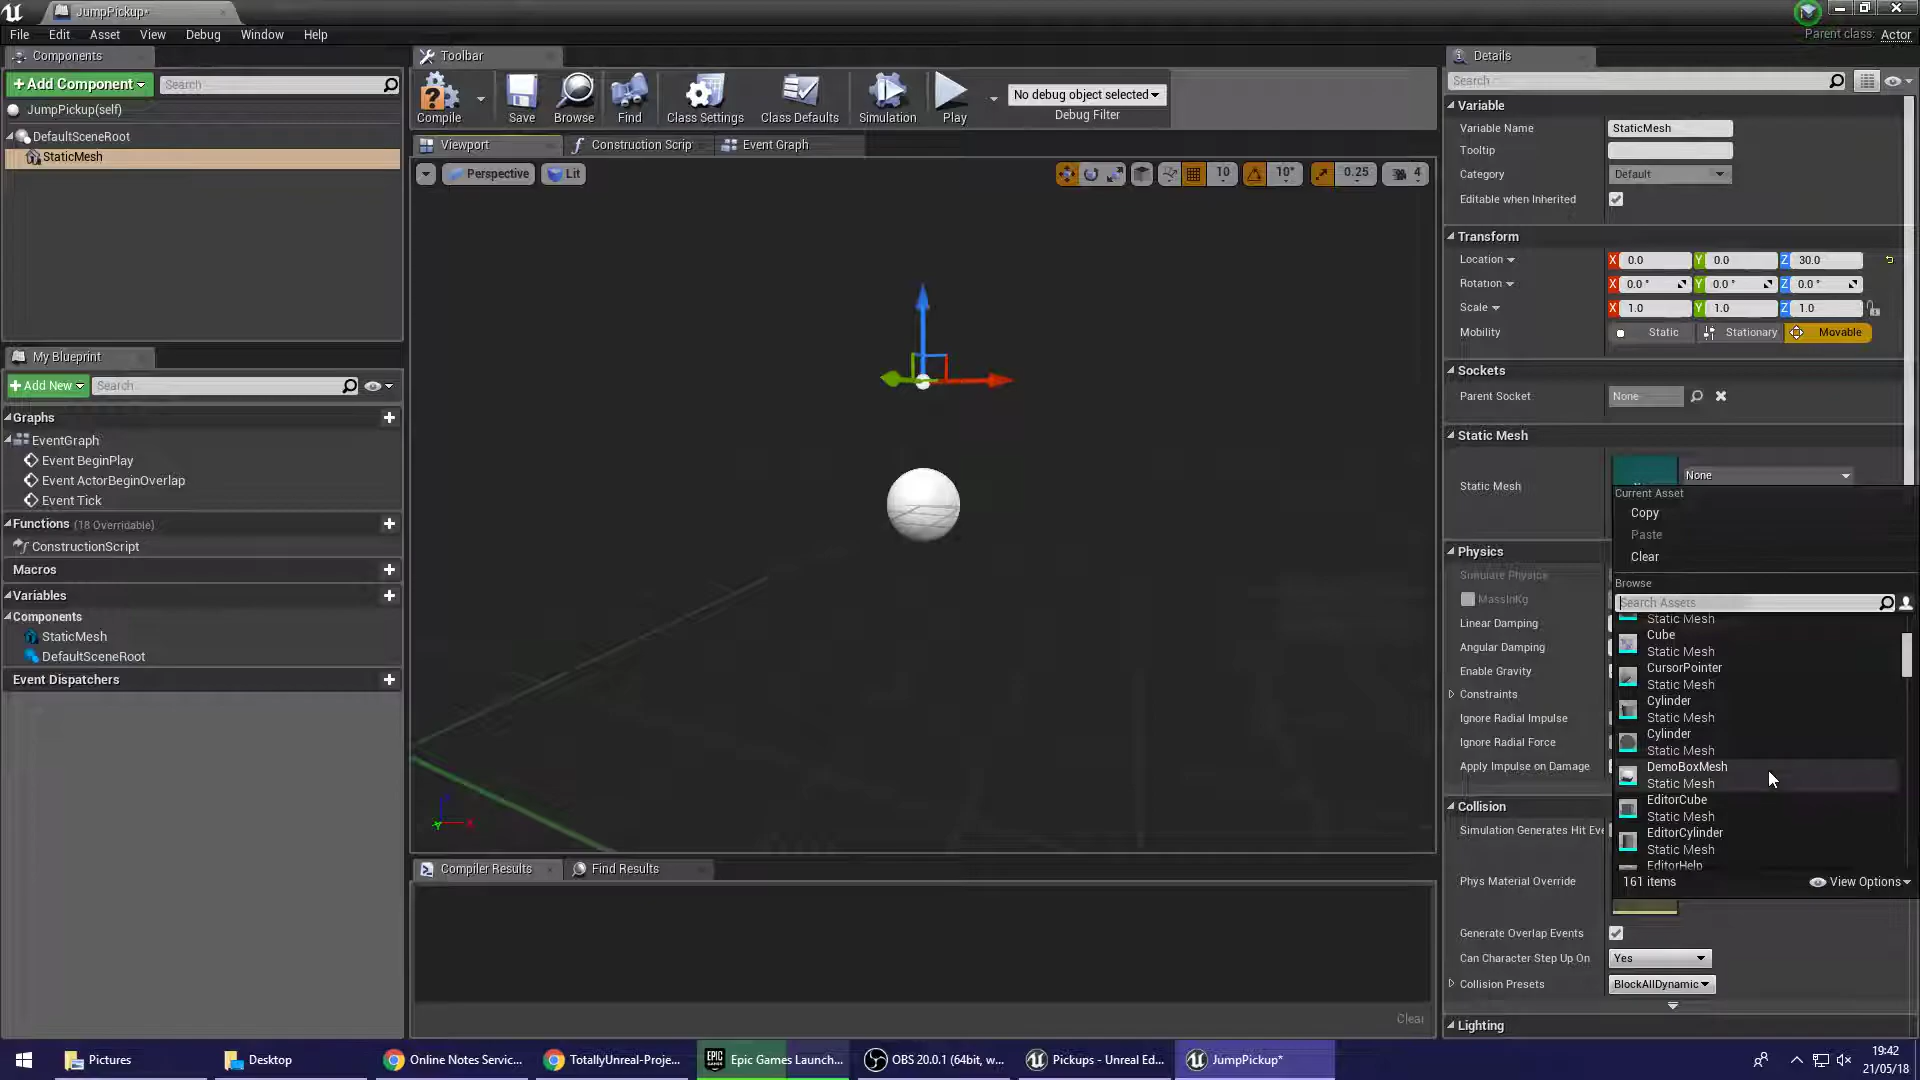 JumpPickup*
File Edit Asset View Debug Window Help
Parent class: Actor
Components
+ Add Component Search
JumpPickup(self)
DefaultSceneRoot
StaticMesh
My Blueprint
+ Add New Search
Graphs
EventGraph
Event BeginPlay
Event ActorBeginOverlap
Event Tick
Functions (18 Overridable)
ConstructionScript
Macros
Variables
Components
StaticMesh
DefaultSceneRoot
Event Dispatchers
Toolbar
Compile Save Browse Find Class Settings Class Defaults Simulation Play
No debug object selected
Debug Filter
Viewport Construction Scrip Event Graph
Perspective Lit 10 10° 0.25 4
Compiler Results Find Results
Clear
Details
Search
Variable
Variable Name StaticMesh
Tooltip
Category Default
Editable when Inherited
Transform
Location X 0.0 Y 0.0 Z 30.0
Rotation X 0.0 ° Y 0.0 ° Z 0.0 °
Scale X 1.0 Y 1.0 Z 1.0
Mobility Static Stationary Movable
Sockets
Parent Socket None
Static Mesh
Static Mesh None
Current Asset
Copy
Paste
Clear
Browse
Search Assets
Static Mesh
Cube
Static Mesh
CursorPointer
Static Mesh
Cylinder
Static Mesh
Cylinder
Static Mesh
DemoBoxMesh
Static Mesh
EditorCube
Static Mesh
EditorCylinder
Static Mesh
EditorHelp
161 items View Options
Physics
Simulate Physics
MassInKg
Linear Damping
Angular Damping
Enable Gravity
Constraints
Ignore Radial Impulse
Ignore Radial Force
Apply Impulse on Damage
Collision
Simulation Generates Hit Eve
Phys Material Override
Generate Overlap Events
Can Character Step Up On Yes
Collision Presets BlockAllDynamic
Lighting
Pictures Desktop Online Notes Servic... TotallyUnreal-Proje... Epic Games Launch... OBS 20.0.1 (64bit, w... Pickups - Unreal Ed... JumpPickup*
19:42
21/05/18